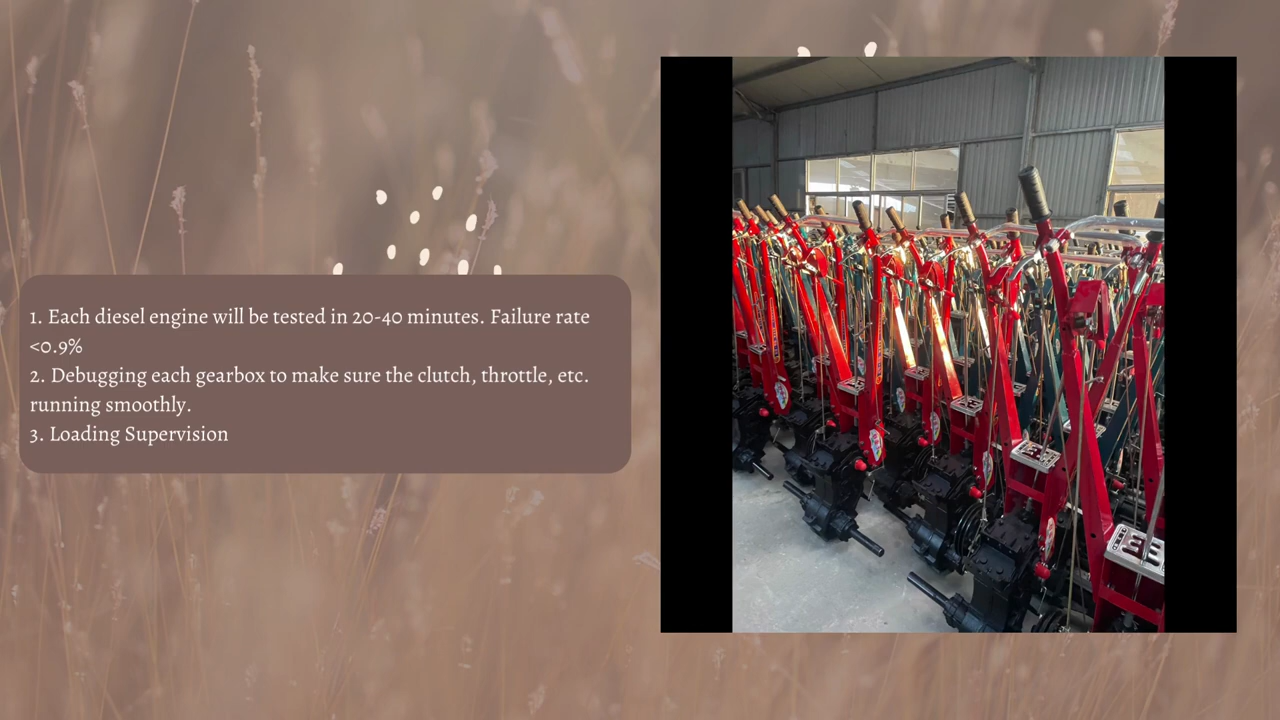 1. Each diesel engine will be tested in 20-40 minutes. Failure rate
<0.9%
2. Debugging each gearbox to make sure the clutch, throttle, etc.
running smoothly.
3. Loading Supervision